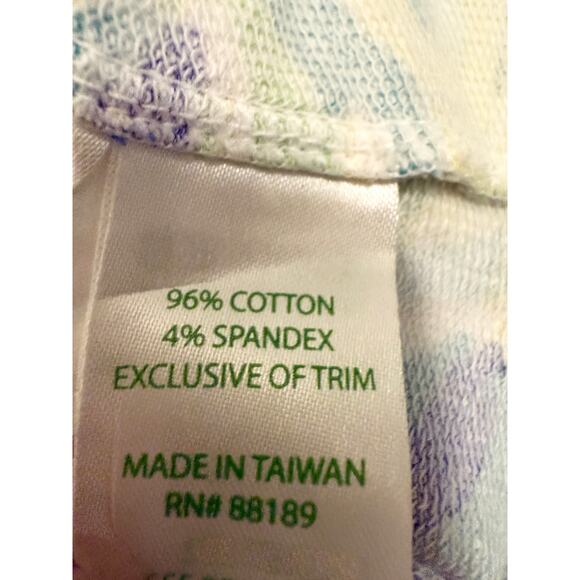 96% COTTON
4% SPANDEX
EXCLUSIVE OF TRIM
MADE IN TAIWAN
RN# 88189